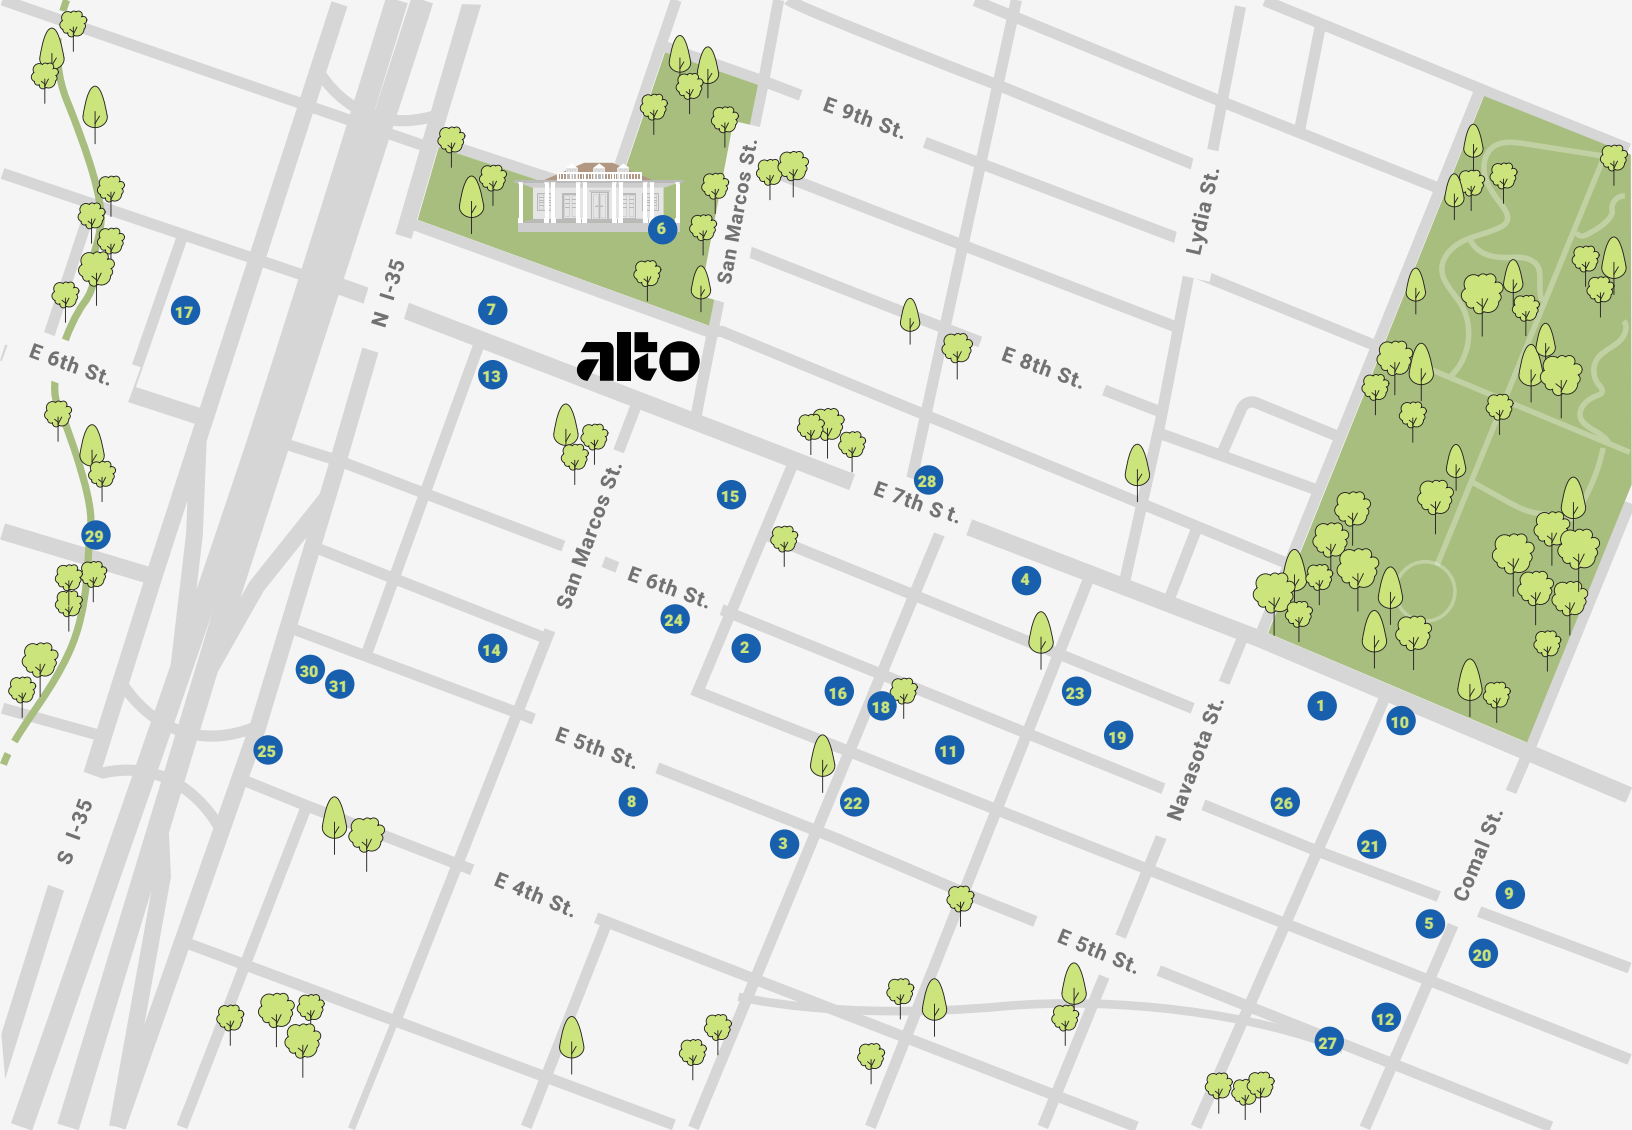 E 9th St.
San Marcos St.
Lydia St.
6
N I-35
17
7
E 6th St.
alto
13
E 8th St.
28
15
E 7th S t.
San Marcos St.
29
4
E 6th St.
24
14
2
30
31
16
18
23
1
10
19
Navasota St.
25
E 5th St.
11
8
22
26
S I-35
3
21
Comal St.
E 4th St.
9
5
E 5th St.
20
12
27